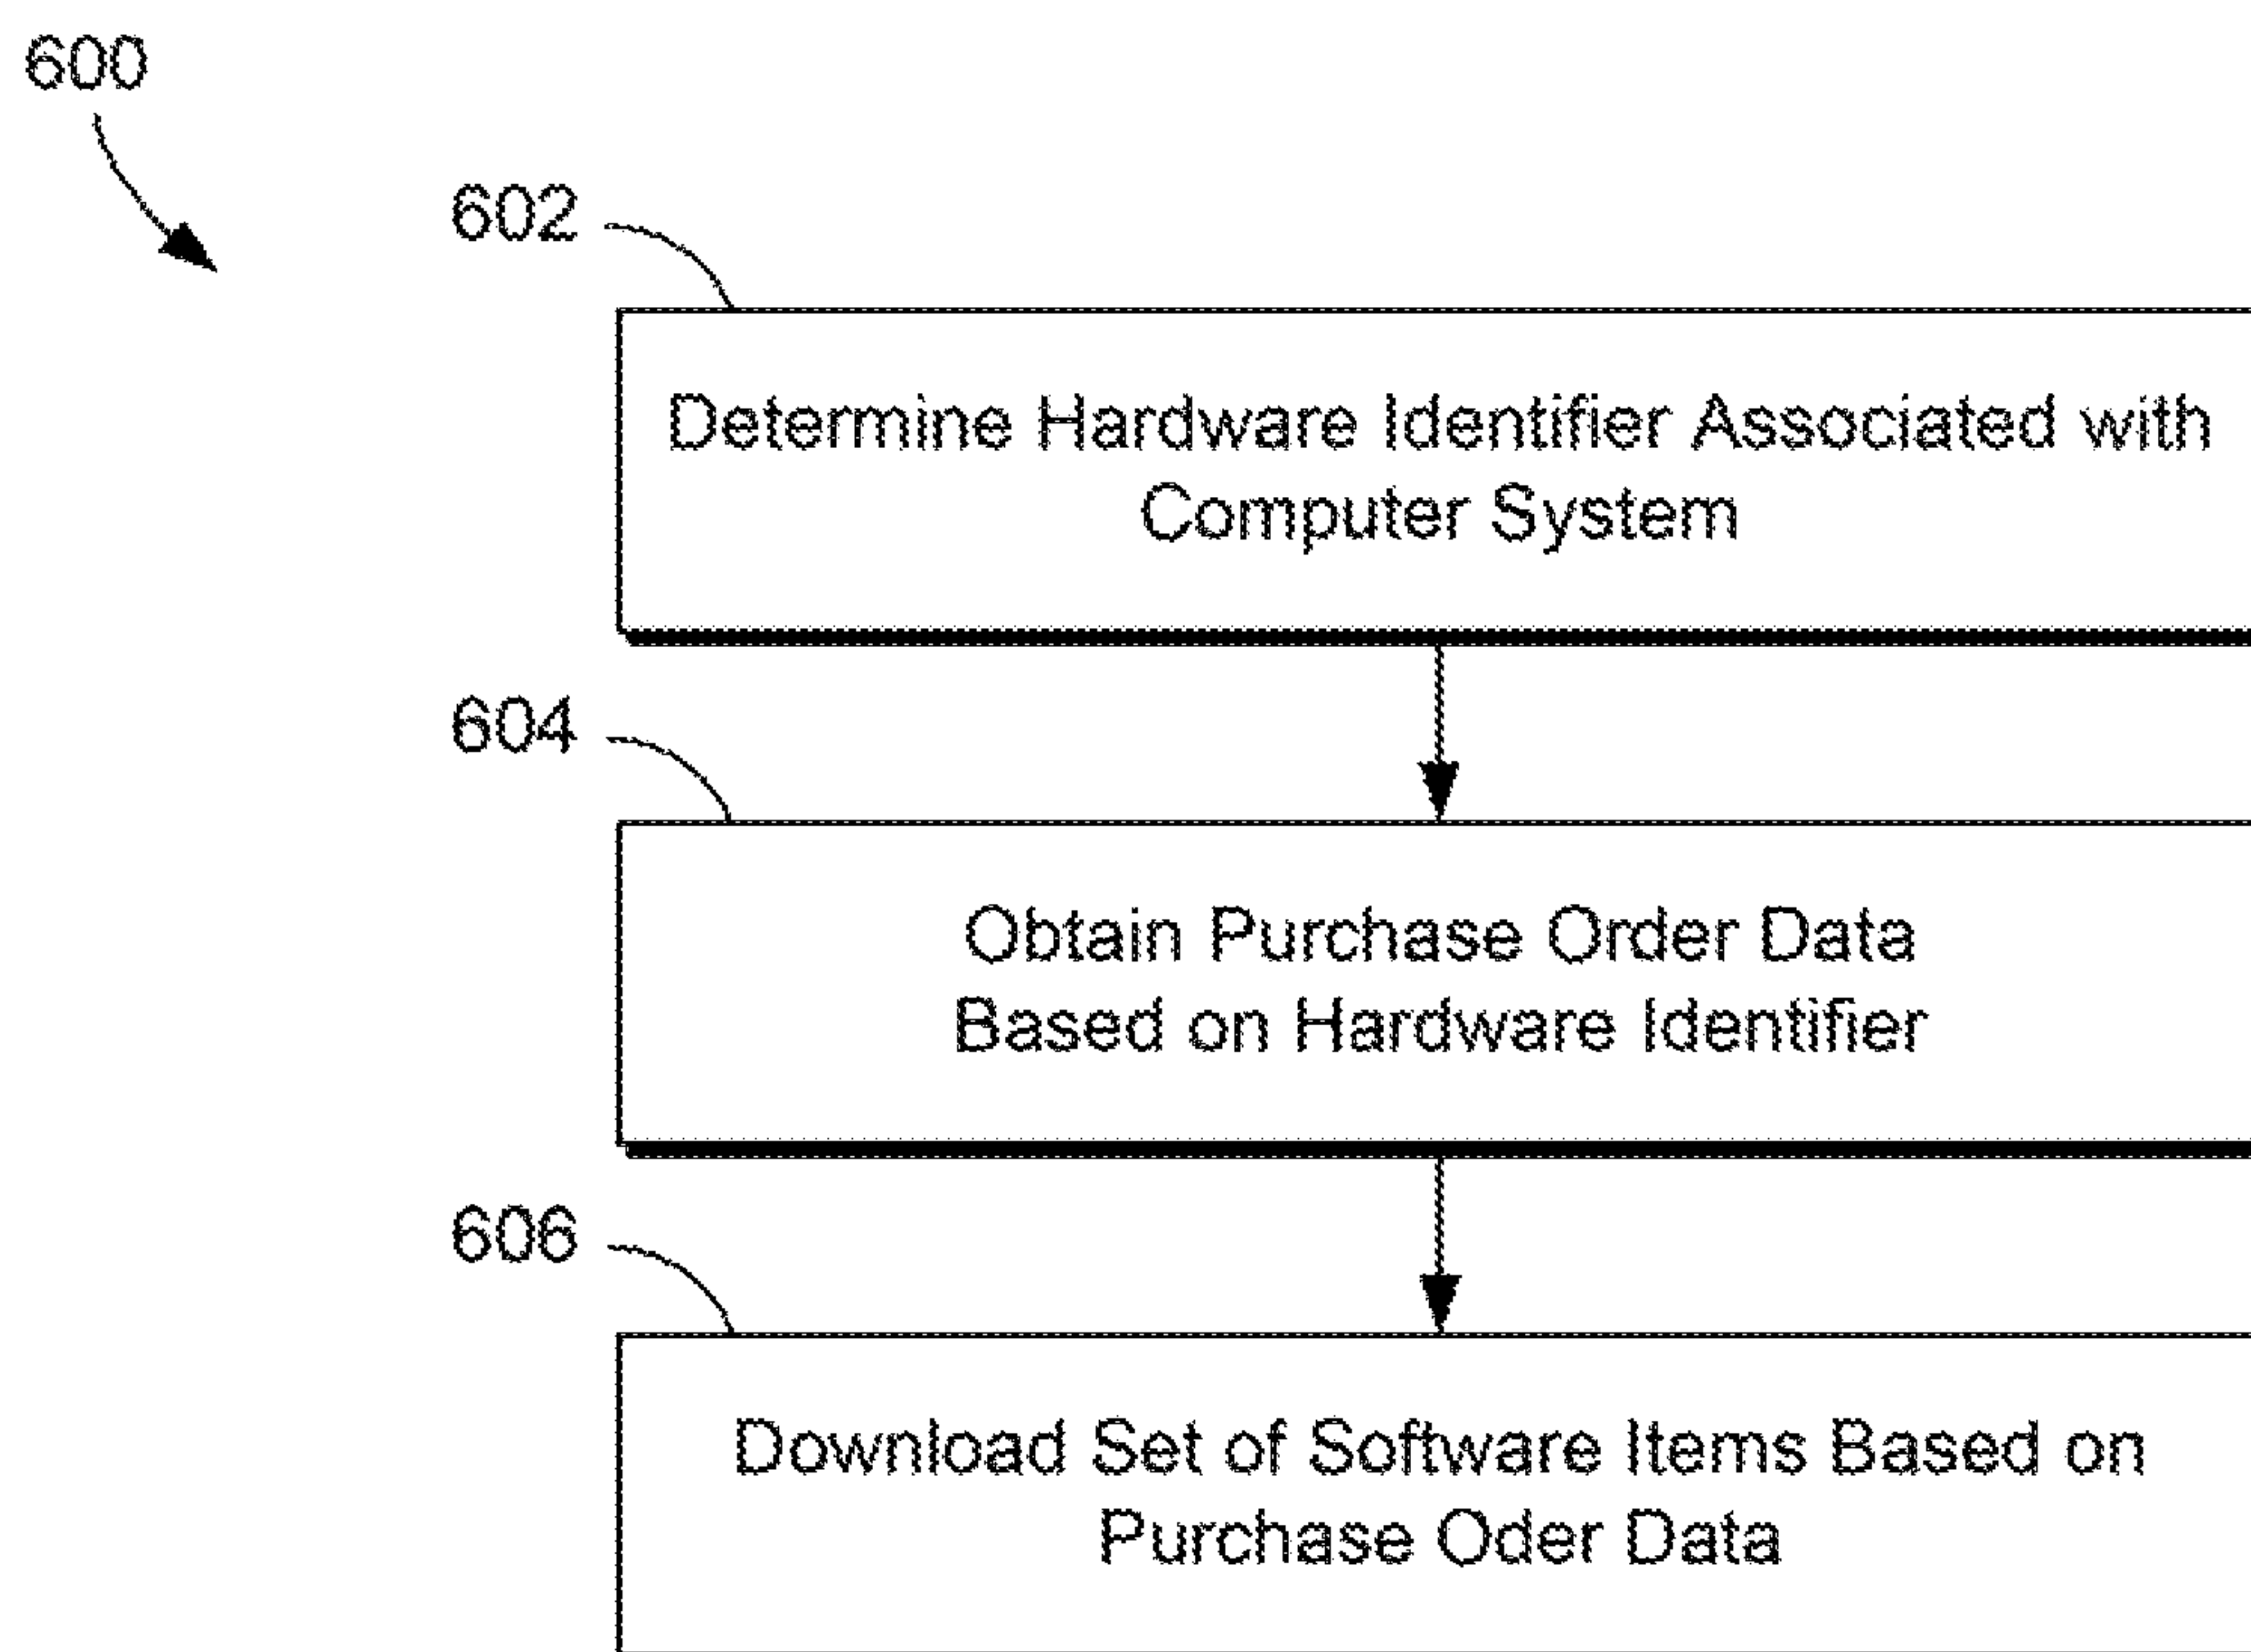 600
602
Determine Hardware Identifier Associated with
Computer System
604
Obtain Purchase Order Data
Based on Hardware Identifier
606
Download Set of Software Items Based on
Purchase Oder Data